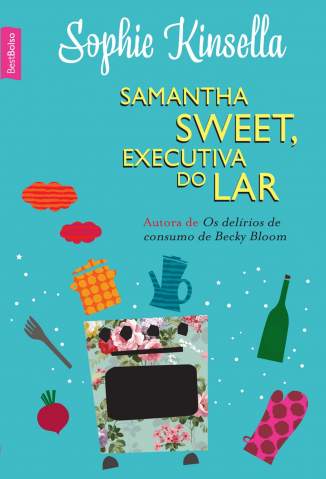 BestBolso
Sophie Kinsella
SAMANTHA
SWEET,
EXECUTIVA
DO LAR
Autora de Os delírios de
consumo de Becky Bloom